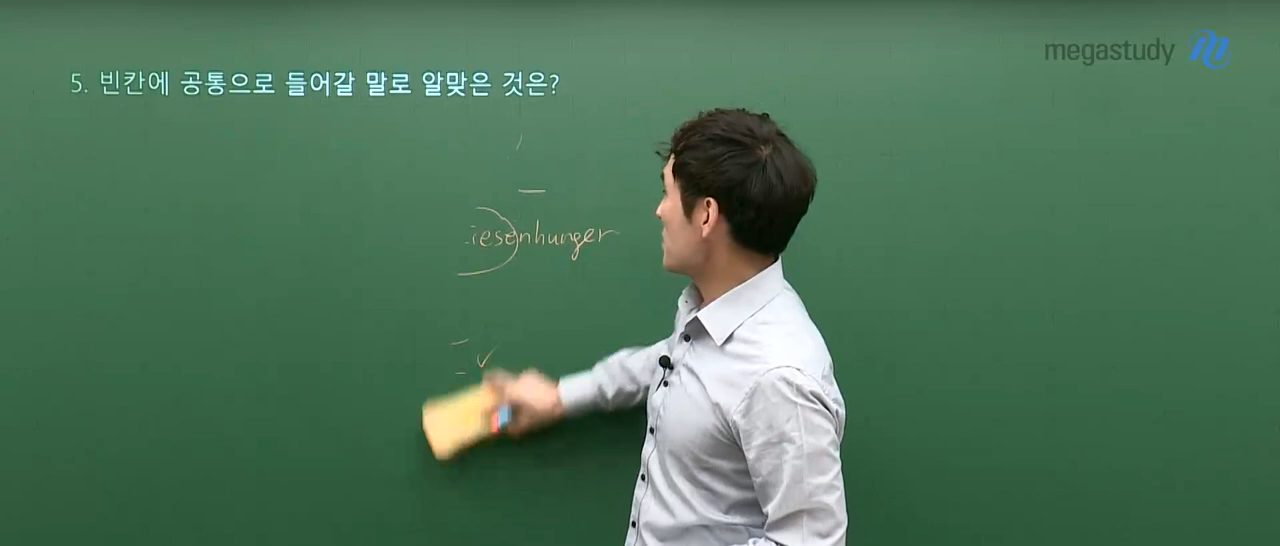 megastudy
5. 빈칸에 공통으로 들어갈 말로 알맞은 것은?
iesenhunger